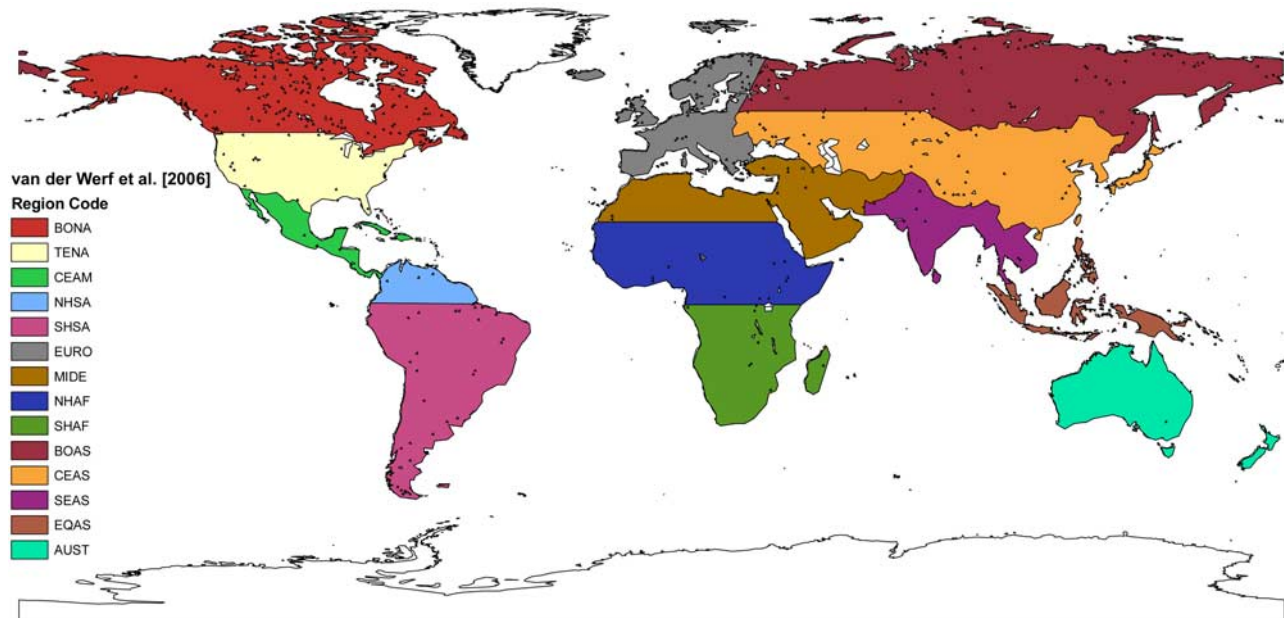 van der Werf et al. [2006]
Region Code
BONA
TENA
CEAM
NHSA
SHSA
EURO
MIDE
NHAF
SHAF
BOAS
CEAS
SEAS
EQAS
AUST